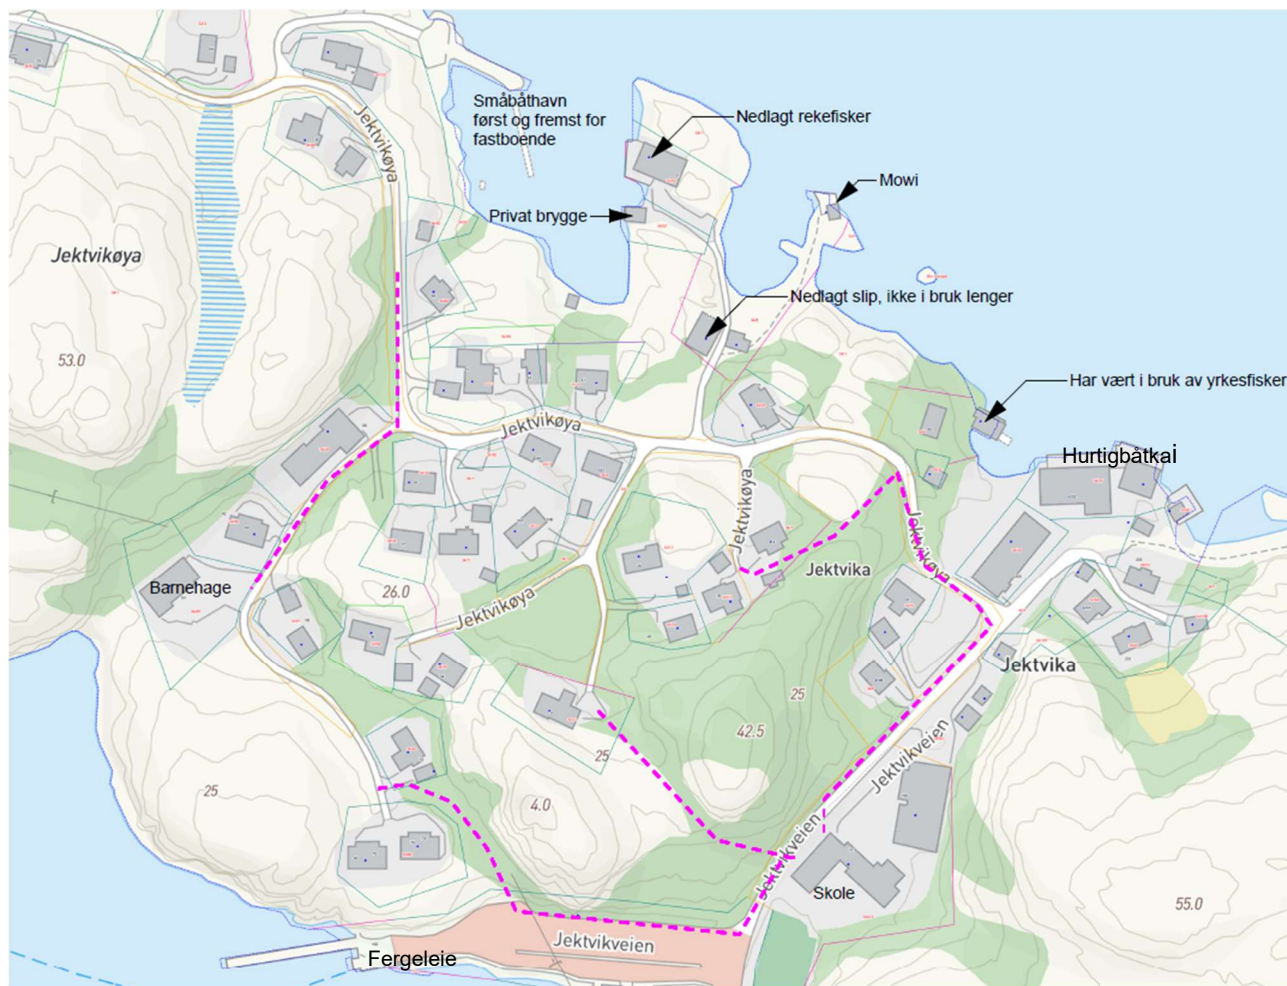 Jektvikøya
Småbåthavn
først og fremst for
fastboende
Nedlagt rekefisker
Mowi
Privat brygge
Jektvikøya
Nedlagt slip, ikke i bruk lenger
53.0
Har vært i bruk av yrkesfisker
Jektvikøya
Hurtigbåtkai
Jektvikøya
Jektvikøya
Jektvika
Barnehage
26.0
Jektvikøya
Jektvika
25
42.5
25
Jektvikveien
25
4.0
Jektvikveien
Skole
55.0
Jektvikveien
Fergeleie